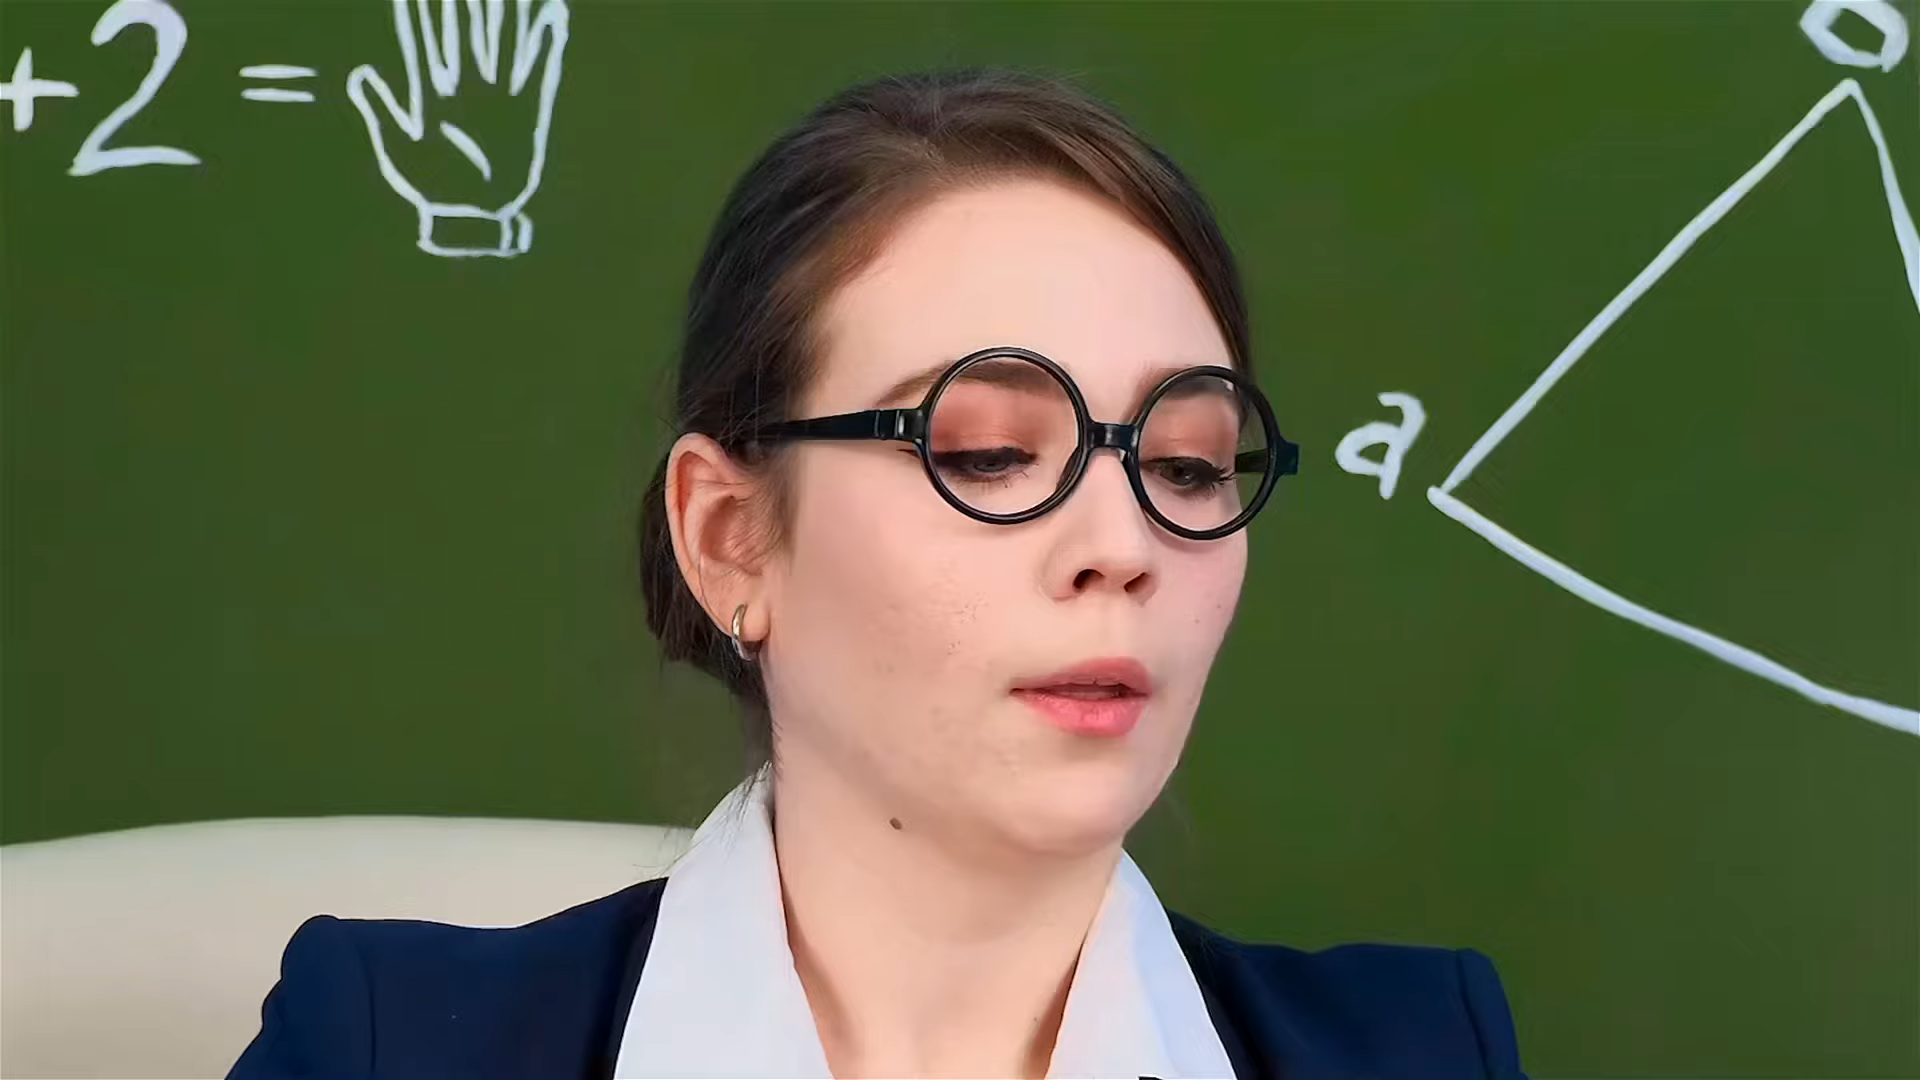 +2 =
a